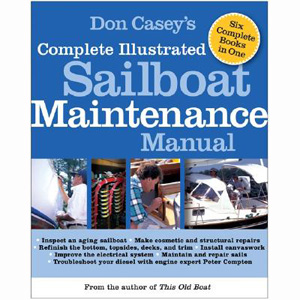 Don Casey's
Complete Illustrated
Sailboat
Maintenance
Manual
Six
Complete
Books
in One
• Inspect an aging sailboat • Make cosmetic and structural repairs
• Refinish the bottom, topsides, decks, and trim • Install canvaswork
• Improve the electrical system • Maintain and repair sails
• Troubleshoot your diesel with engine expert Peter Compton
From the author of This Old Boat